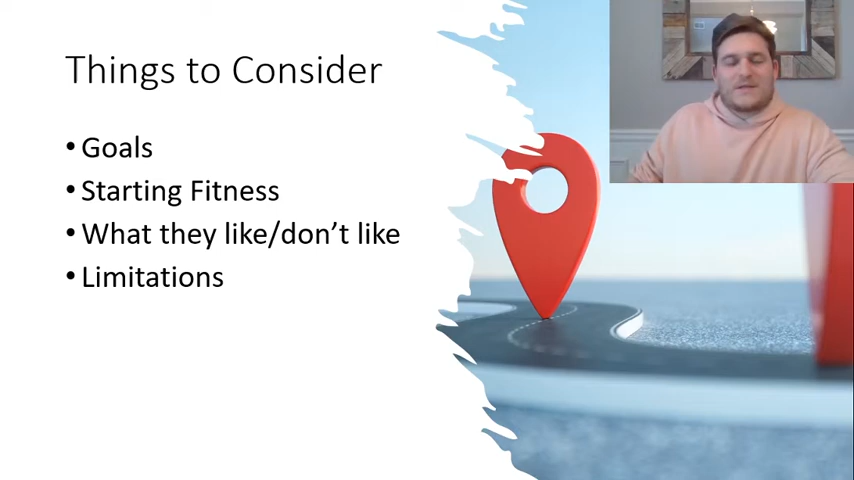 Things to Consider
• Goals
• Starting Fitness
• What they like/don’t like
• Limitations